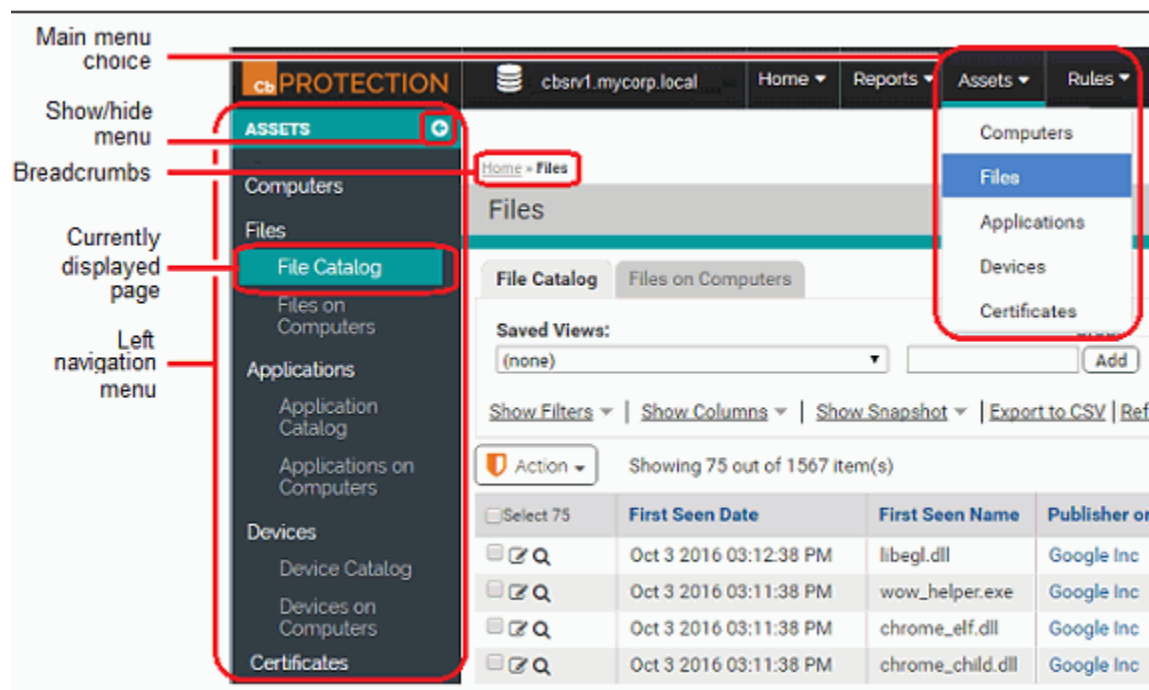 Main menu
choice
Show/hide
menu
Breadcrumbs
Currently
displayed
page
Left
navigation
menu
Cb PROTECTION
cbsrv1.mycorp.local
Home
Reports
Assets
Rules
Computers
Files
Applications
Devices
Certificates
ASSETS
Computers
Files
File Catalog
Files on
Computers
Applications
Application
Catalog
Applications on
Computers
Devices
Device Catalog
Devices on
Computers
Certificates
Home » Files
Files
File Catalog
Files on Computers
Saved Views:
(none)
Add
Show Filters | Show Columns | Show Snapshot | Export to CSV | Ref
Action
Showing 75 out of 1567 item(s)
Select 75 First Seen Date First Seen Name Publisher or
Oct 3 2016 03:12:38 PM libegl.dll Google Inc
Oct 3 2016 03:11:38 PM wow_helper.exe Google Inc
Oct 3 2016 03:11:38 PM chrome_elf.dll Google Inc
Oct 3 2016 03:11:38 PM chrome_child.dll Google Inc